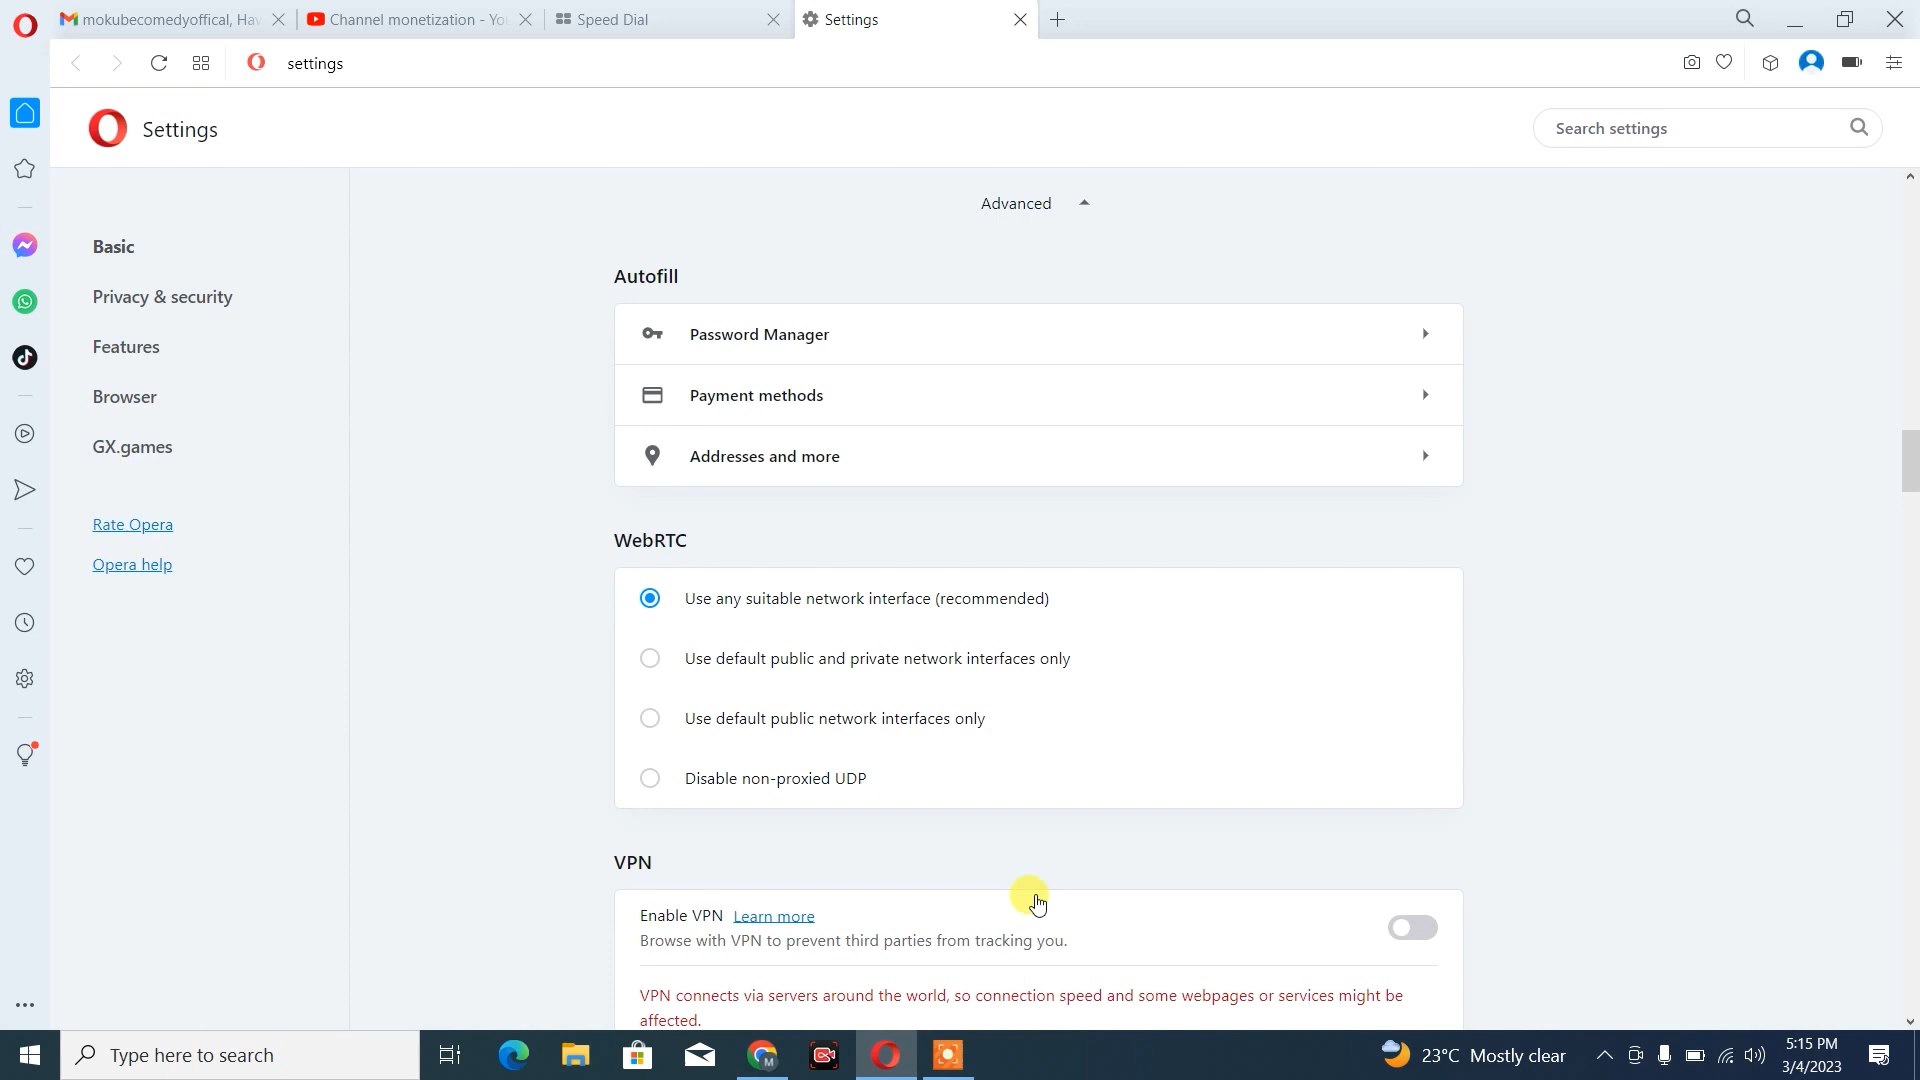 mokubecomedyoffical, Hav
Channel monetization - You
Speed Dial
Settings
settings
Settings
Search settings
Advanced
Basic
Privacy & security
Features
Browser
GX.games
Rate Opera
Opera help
Autofill
Password Manager
Payment methods
Addresses and more
WebRTC
Use any suitable network interface (recommended)
Use default public and private network interfaces only
Use default public network interfaces only
Disable non-proxied UDP
VPN
Enable VPN Learn more
Browse with VPN to prevent third parties from tracking you.
VPN connects via servers around the world, so connection speed and some webpages or services might be
affected.
Type here to search
M
23°C Mostly clear
5:15 PM
3/4/2023